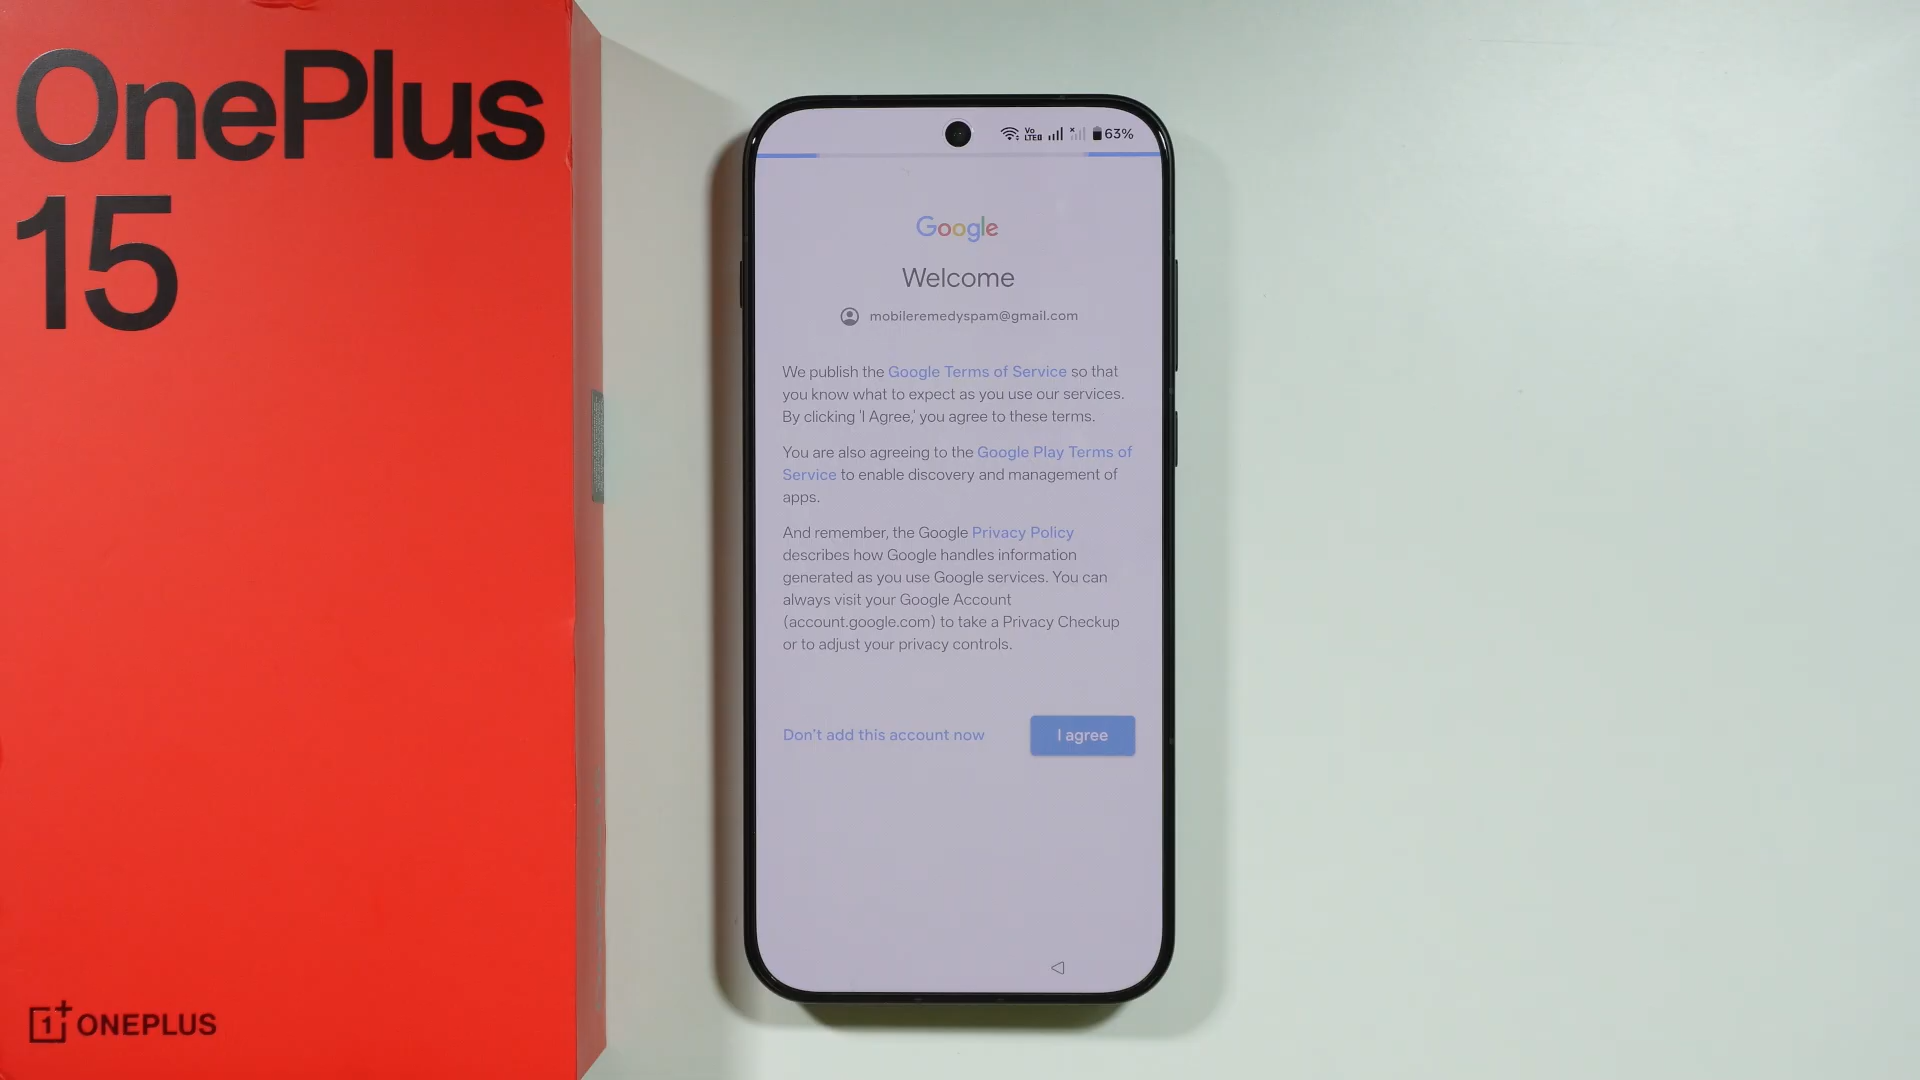 OnePlus
15
1+ ONEPLUS
Vo
LTE 63%
Google
Welcome
mobileremedyspam@gmail.com
We publish the Google Terms of Service so that
you know what to expect as you use our services.
By clicking 'I Agree,' you agree to these terms.
You are also agreeing to the Google Play Terms of
Service to enable discovery and management of
apps.
And remember, the Google Privacy Policy
describes how Google handles information
generated as you use Google services. You can
always visit your Google Account
(account.google.com) to take a Privacy Checkup
or to adjust your privacy controls.
Don't add this account now I agree